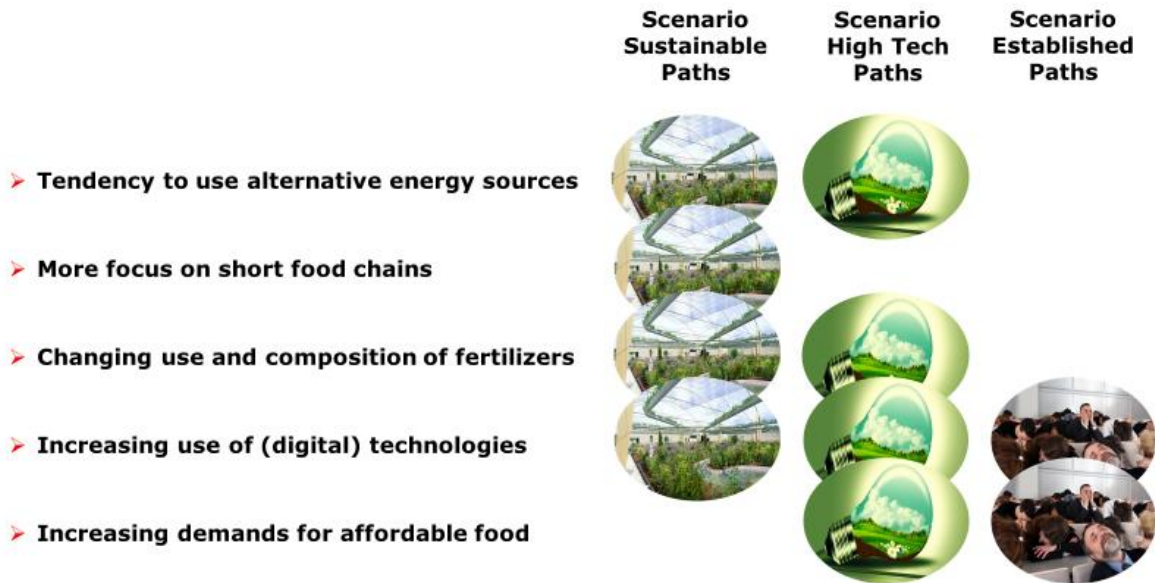 Scenario Sustainable Paths
Scenario High Tech Paths
Scenario Established Paths
➤ Tendency to use alternative energy sources
➤ More focus on short food chains
➤ Changing use and composition of fertilizers
➤ Increasing use of (digital) technologies
➤ Increasing demands for affordable food